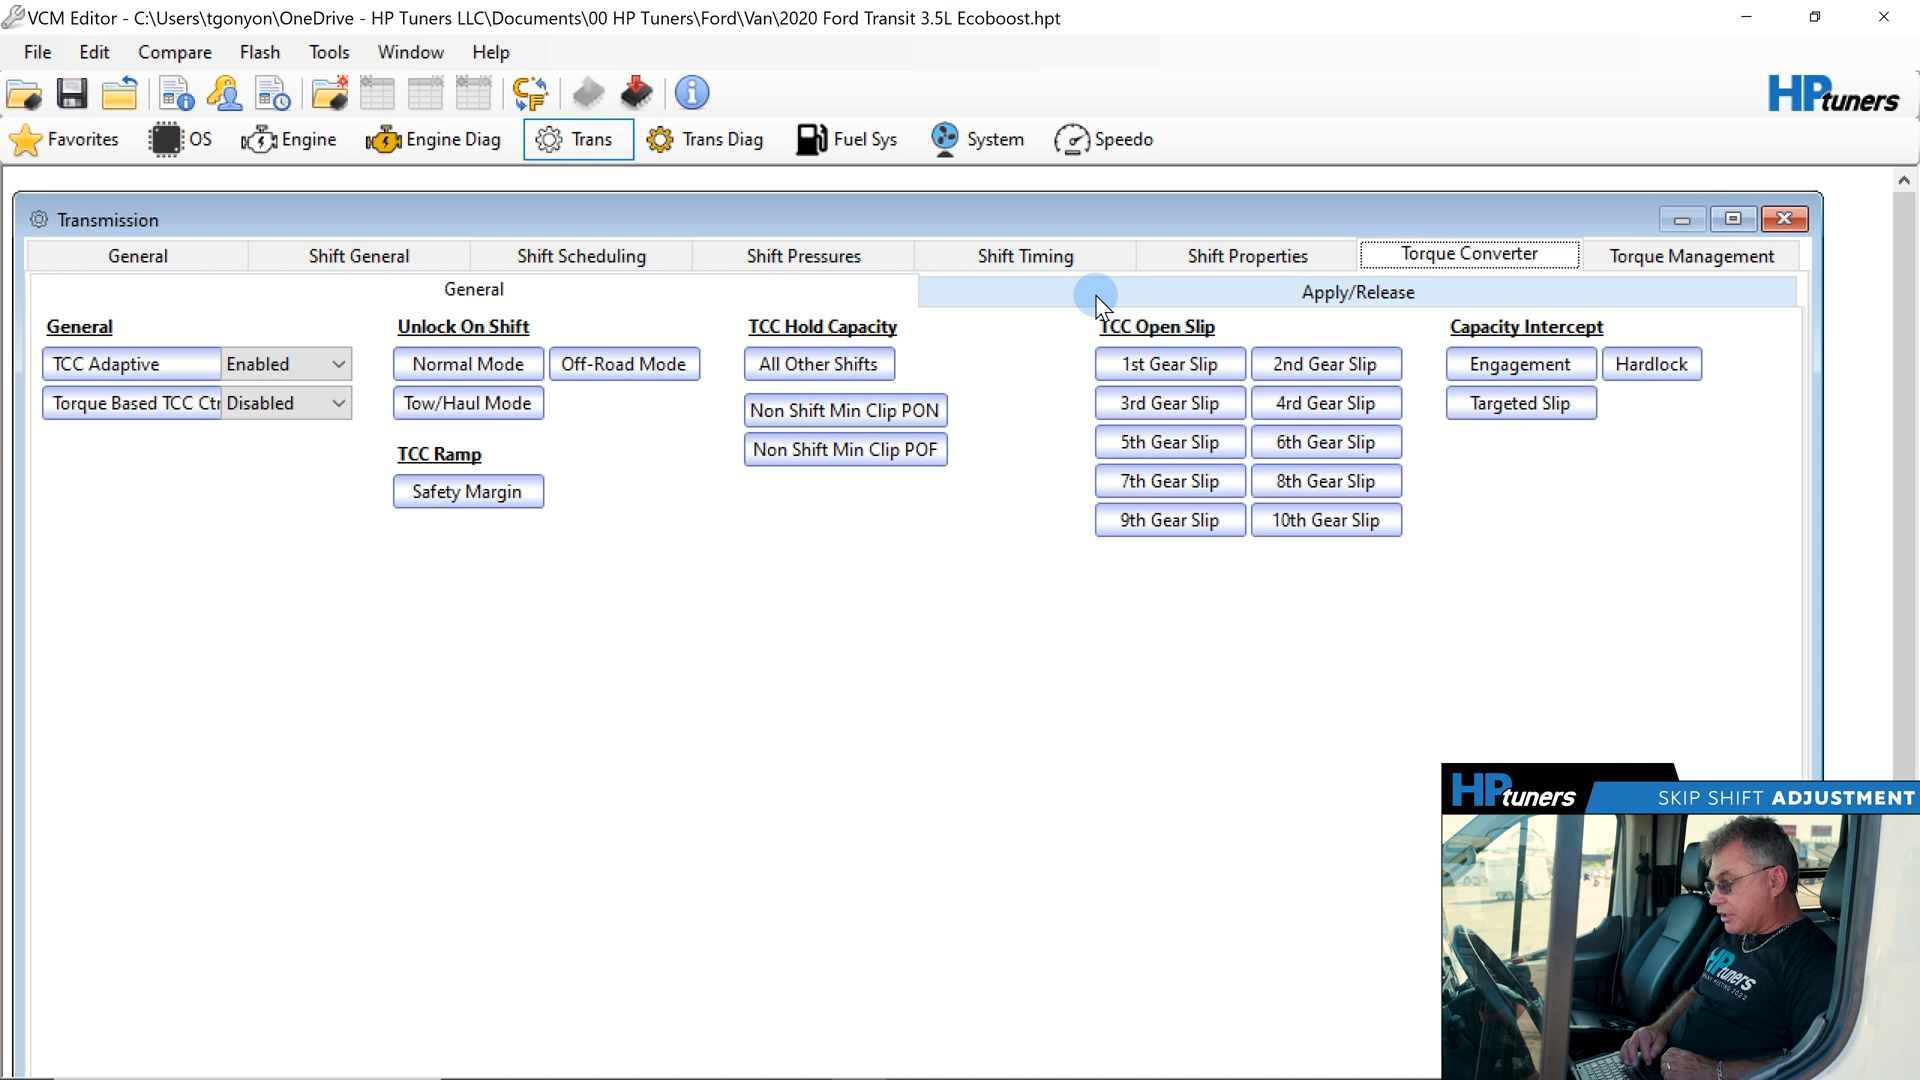 VCM Editor - C:\Users\tgonyon\OneDrive - HP Tuners LLC\Documents\00 HP Tuners\Ford\Van\2020 Ford Transit 3.5L Ecoboost.hpt
File Edit Compare Flash Tools Window Help
HPtuners
Favorites OS Engine Engine Diag Trans Trans Diag Fuel Sys System Speedo
Transmission
General Shift General Shift Scheduling Shift Pressures Shift Timing Shift Properties Torque Converter Torque Management
General Apply/Release
General Unlock On Shift TCC Hold Capacity TCC Open Slip Capacity Intercept
TCC Adaptive Enabled Normal Mode Off-Road Mode All Other Shifts 1st Gear Slip 2nd Gear Slip Engagement Hardlock
Torque Based TCC Ctr Disabled Tow/Haul Mode Non Shift Min Clip PON 3rd Gear Slip 4rd Gear Slip Targeted Slip
TCC Ramp Non Shift Min Clip POF 5th Gear Slip 6th Gear Slip
Safety Margin 7th Gear Slip 8th Gear Slip
9th Gear Slip 10th Gear Slip
HPtuners SKIP SHIFT ADJUSTMENT
HPtuners
MEETING 2022